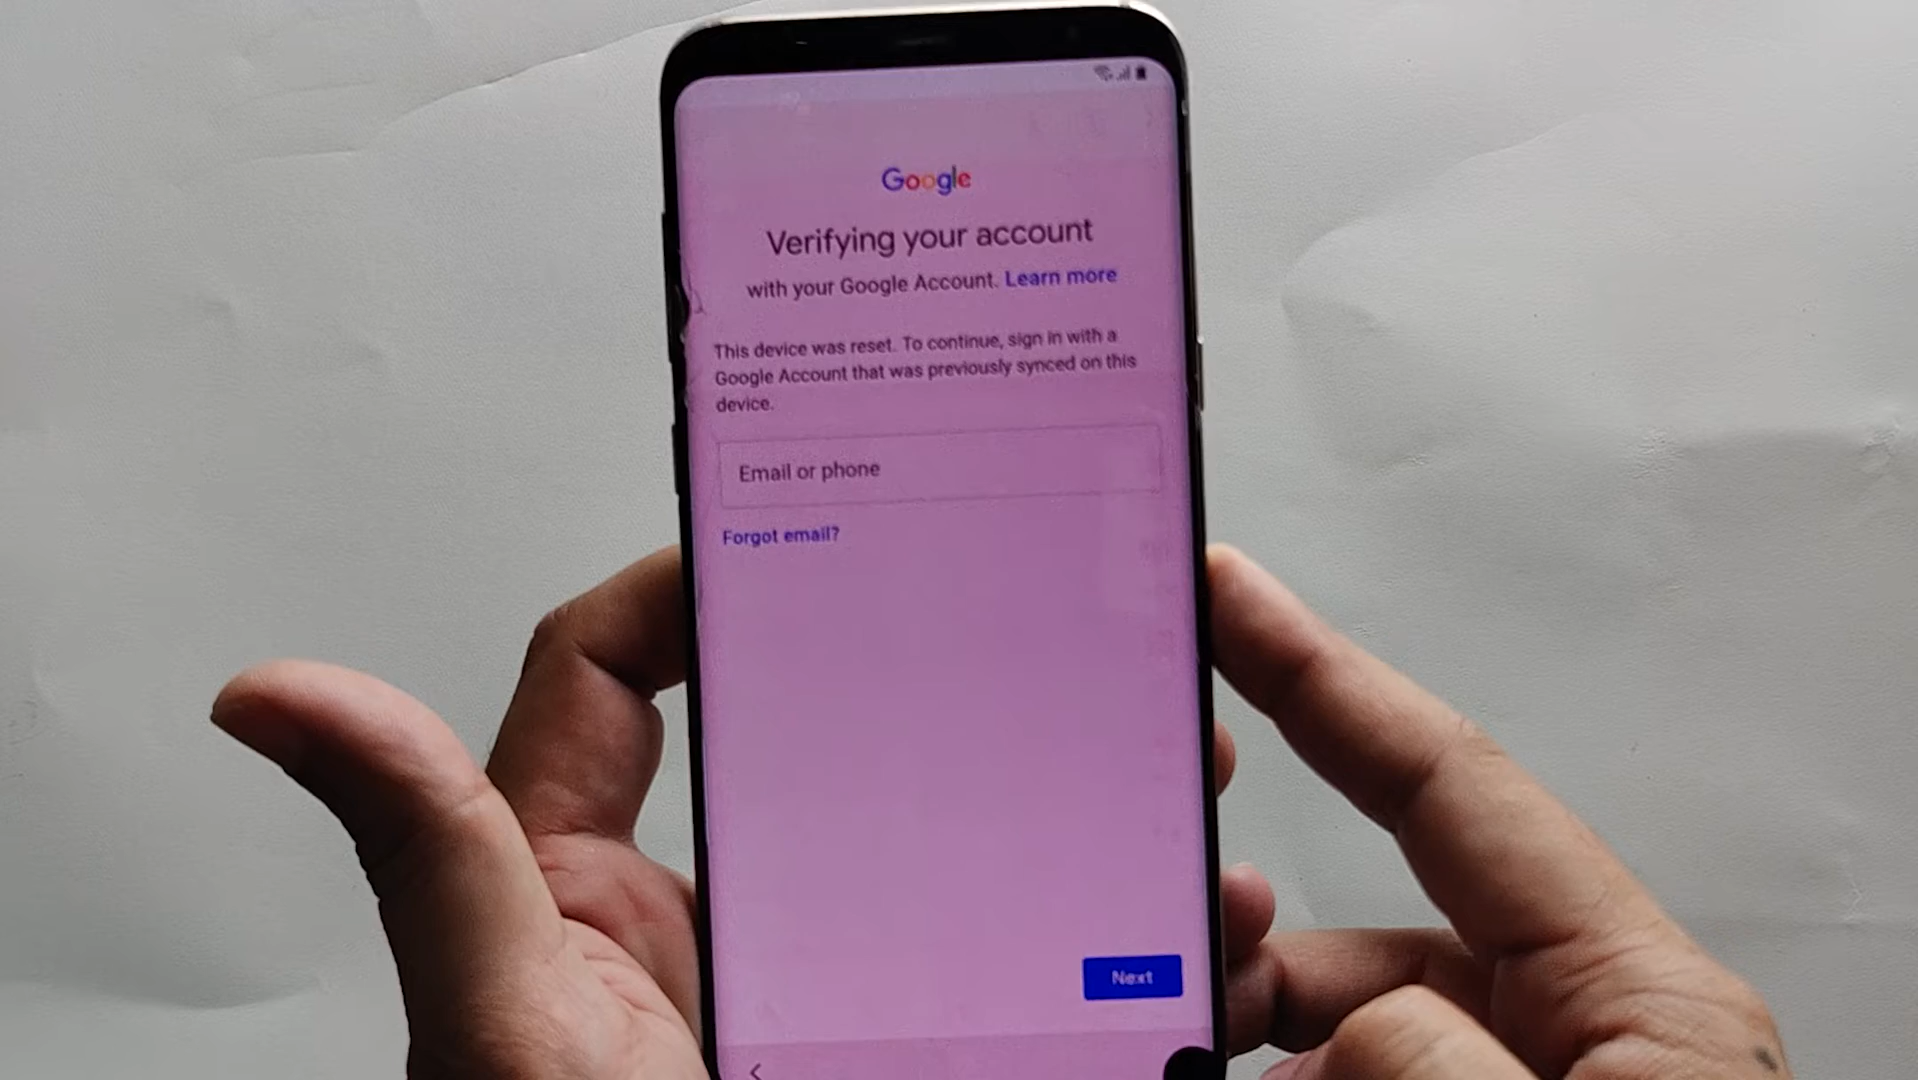 Google
Verifying your account
with your Google Account. Learn more
This device was reset. To continue, sign in with a
Google Account that was previously synced on this
device.
Email or phone
Forgot email?
Next